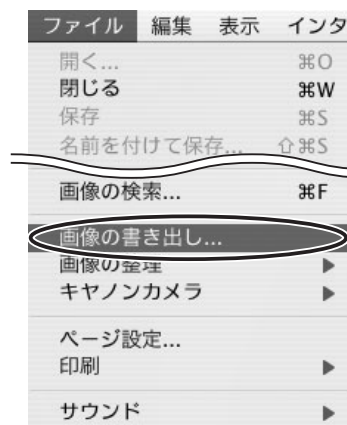 ファイル 編集 表示 インタ
開く... ⌘O
閉じる ⌘W
保存 ⌘S
名前を付けて保存... ⇧⌘S
画像の検索... ⌘F
画像の書き出し...
画像の整理 ▶
キヤノンカメラ ▶
ページ設定...
印刷 ▶
サウンド ▶